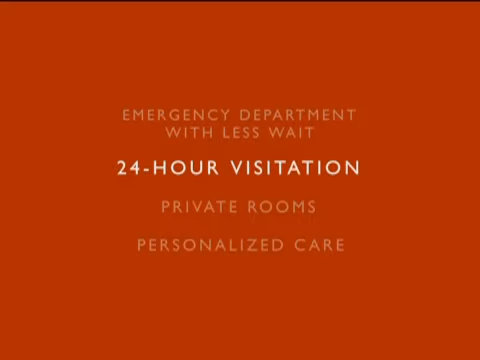 EMERGENCY DEPARTMENT
WITH LESS WAIT
24-HOUR VISITATION
PRIVATE ROOMS
PERSONALIZED CARE